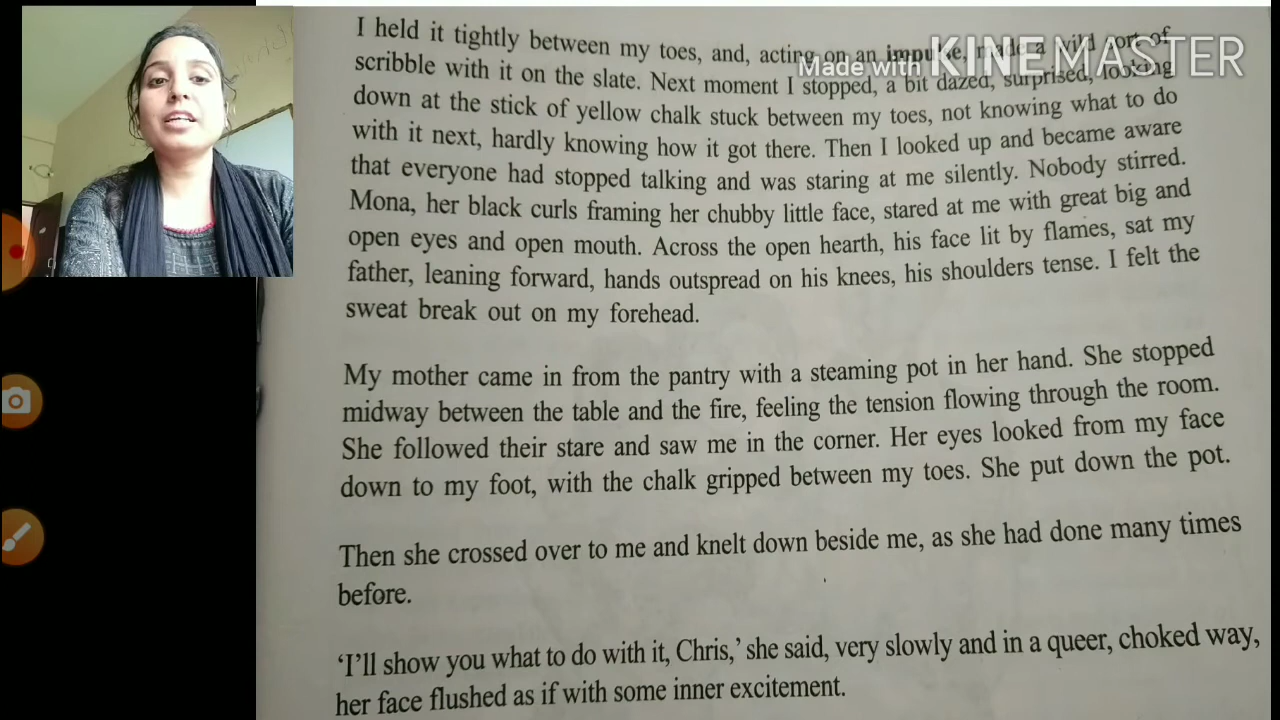 I held it tightly between my toes, and, acting on an impulse, made a wild sort of
Made with KINEMASTER
scribble with it on the slate. Next moment I stopped, a bit dazed, surprised, looking
down at the stick of yellow chalk stuck between my toes, not knowing what to do
with it next, hardly knowing how it got there. Then I looked up and became aware
that everyone had stopped talking and was staring at me silently. Nobody stirred.
Mona, her black curls framing her chubby little face, stared at me with great big and
open eyes and open mouth. Across the open hearth, his face lit by flames, sat my
father, leaning forward, hands outspread on his knees, his shoulders tense. I felt the
sweat break out on my forehead.
My mother came in from the pantry with a steaming pot in her hand. She stopped
midway between the table and the fire, feeling the tension flowing through the room.
She followed their stare and saw me in the corner. Her eyes looked from my face
down to my foot, with the chalk gripped between my toes. She put down the pot.
Then she crossed over to me and knelt down beside me, as she had done many times
before.
‘I’ll show you what to do with it, Chris,’ she said, very slowly and in a queer, choked way,
her face flushed as if with some inner excitement.